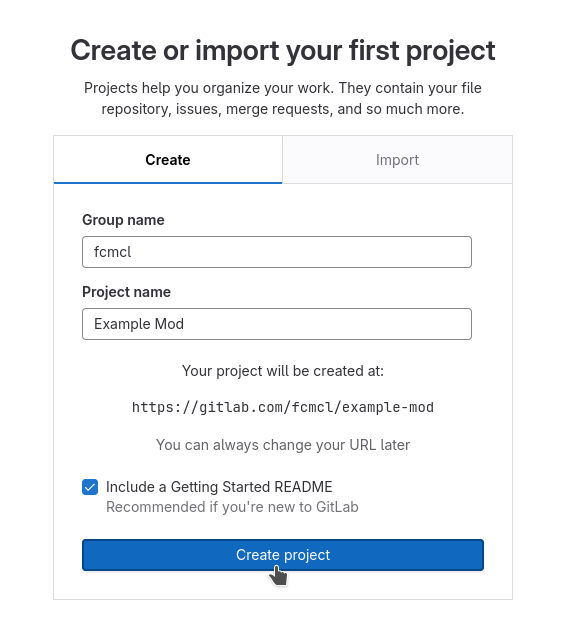 Create or import your first project
Projects help you organize your work. They contain your file
repository, issues, merge requests, and so much more.
Create
Import
Group name
fcmcl
Project name
Example Mod
Your project will be created at:
https://gitlab.com/fcmcl/example-mod
You can always change your URL later
Include a Getting Started README
Recommended if you're new to GitLab
Create project